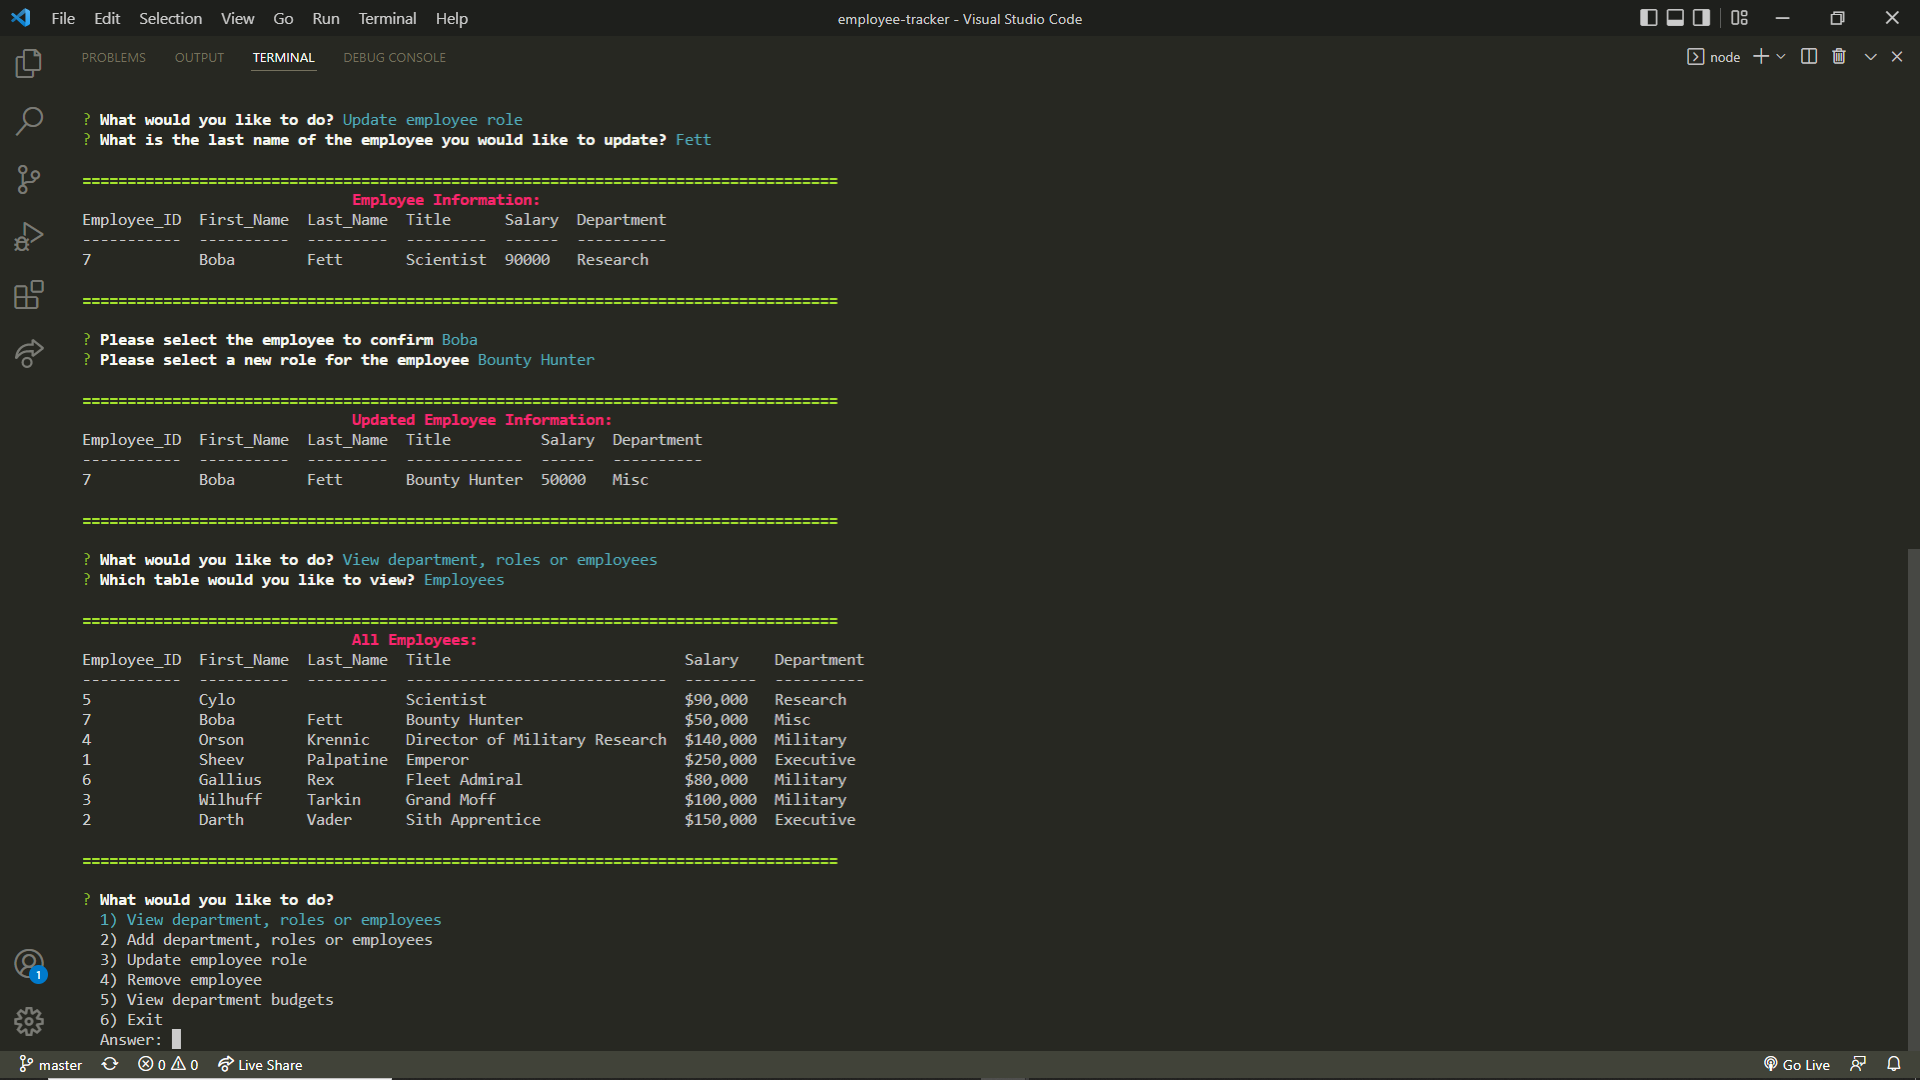 File Edit Selection View Go Run Terminal Help employee-tracker - Visual Studio Code
PROBLEMS OUTPUT TERMINAL DEBUG CONSOLE node
? What would you like to do? Update employee role
? What is the last name of the employee you would like to update? Fett
====================================================================================
Employee Information:
Employee_ID First_Name Last_Name Title Salary Department
----------- ---------- --------- --------- ------ ----------
7 Boba Fett Scientist 90000 Research
====================================================================================
? Please select the employee to confirm Boba
? Please select a new role for the employee Bounty Hunter
====================================================================================
Updated Employee Information:
Employee_ID First_Name Last_Name Title Salary Department
----------- ---------- --------- ------------- ------ ----------
7 Boba Fett Bounty Hunter 50000 Misc
====================================================================================
? What would you like to do? View department, roles or employees
? Which table would you like to view? Employees
====================================================================================
All Employees:
Employee_ID First_Name Last_Name Title Salary Department
----------- ---------- --------- ----------------------------- -------- ----------
5 Cylo Scientist $90,000 Research
7 Boba Fett Bounty Hunter $50,000 Misc
4 Orson Krennic Director of Military Research $140,000 Military
1 Sheev Palpatine Emperor $250,000 Executive
6 Gallius Rex Fleet Admiral $80,000 Military
3 Wilhuff Tarkin Grand Moff $100,000 Military
2 Darth Vader Sith Apprentice $150,000 Executive
====================================================================================
? What would you like to do?
1) View department, roles or employees
2) Add department, roles or employees
3) Update employee role
4) Remove employee
5) View department budgets
6) Exit
Answer:
1
master 0 0 Live Share Go Live